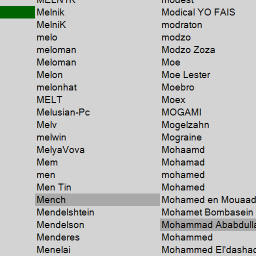 MELNYK Modest
Melnik Modical YO FAIS
MelniK modraton
melo modzo
meloman Modzo Zoza
Meloman Moe
Melon Moe Lester
melonhat Moebro
MELT Moex
Melusian-Pc MOGAMI
Melv Mogelzahn
melwin Mograine
MelyaVova Mohaamd
Mem Mohamad
men mohamed
Men Tin Mohamed
Mench Mohamed en Mouaad
Mendelshtein Mohamet Bombasein
Mendelson Mohammad Ababdulla
Menderes Mohammed
Menelai Mohammed El'dashac